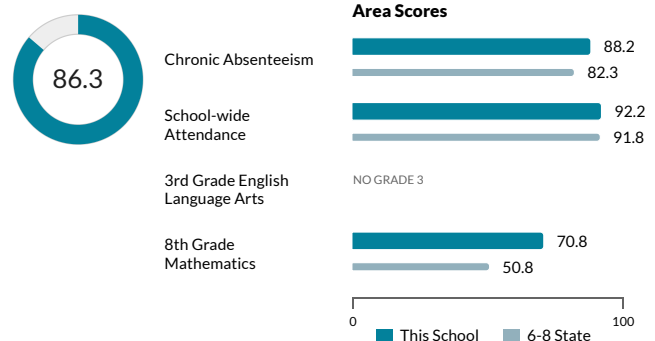 Area Scores
86.3
Chronic Absenteeism
88.2
82.3
School-wide
Attendance
92.2
91.8
3rd Grade English
Language Arts
NO GRADE 3
8th Grade
Mathematics
70.8
50.8
0
100
This School
6-8 State